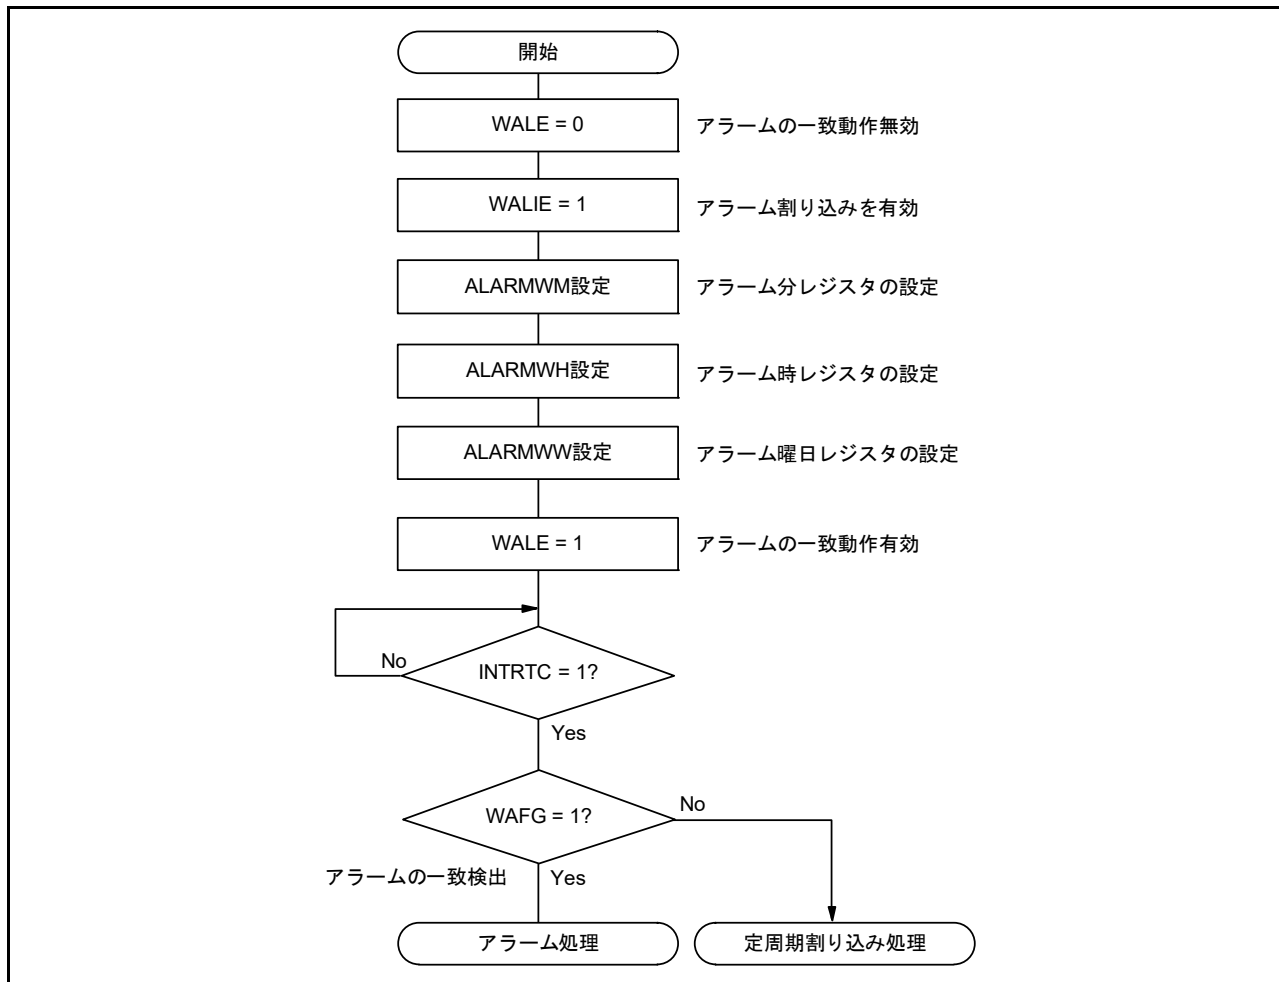 開始
WALE = 0
アラームの一致動作無効
WALIE = 1
アラーム割り込みを有効
ALARMWM設定
アラーム分レジスタの設定
ALARMWH設定
アラーム時レジスタの設定
ALARMWW設定
アラーム曜日レジスタの設定
WALE = 1
アラームの一致動作有効
No
INTRTC = 1?
Yes
WAFG = 1?
No
アラームの一致検出
Yes
アラーム処理
定周期割り込み処理